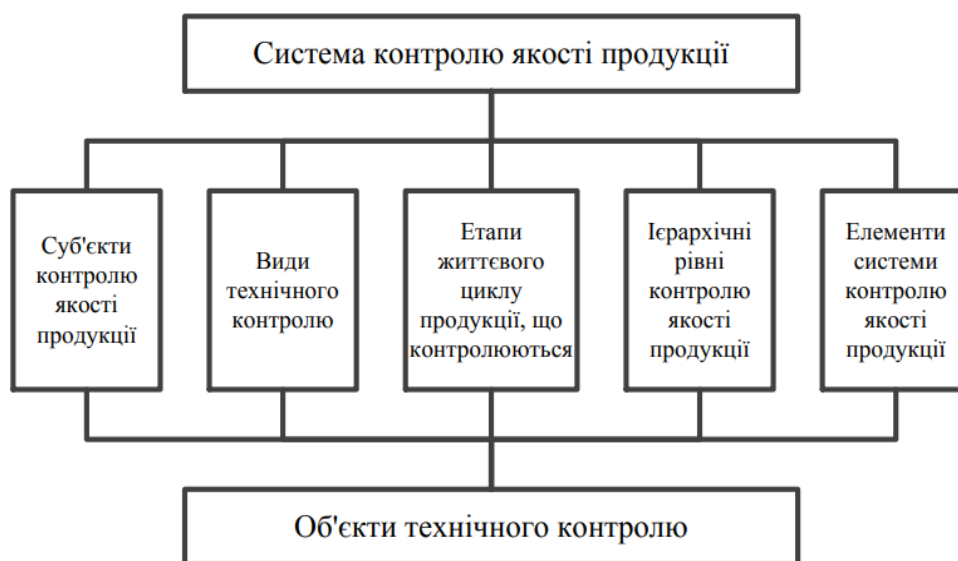 Система контролю якості продукції
Суб'єкти
контролю
якості
продукції
Види
технічного
контролю
Етапи
життєвого
циклу
продукції, що
контролюються
Ієрархічні
рівні
контролю
якості
продукції
Елементи
системи
контролю
якості
продукції
Об'єкти технічного контролю